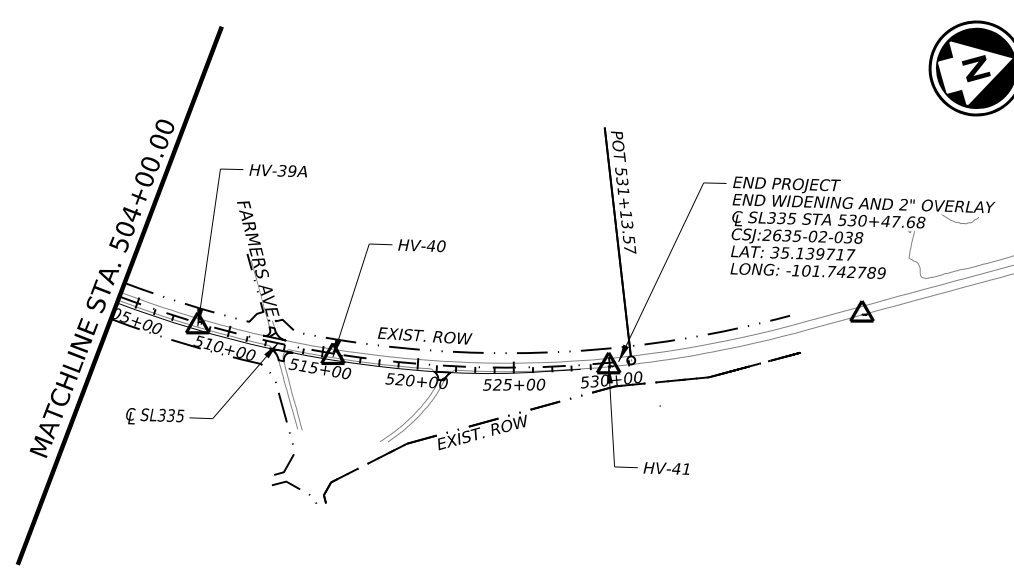 MATCHLINE STA. 504+00.00
HV-39A
FARMERS AVE
HV-40
EXIST. ROW
POT 531+13.57
END PROJECT
END WIDENING AND 2" OVERLAY
℄ SL335 STA 530+47.68
CSJ:2635-02-038
LAT: 35.139717
LONG: -101.742789
N
05+00
510+00
515+00
520+00
525+00
530+00
℄ SL335
EXIST. ROW
HV-41